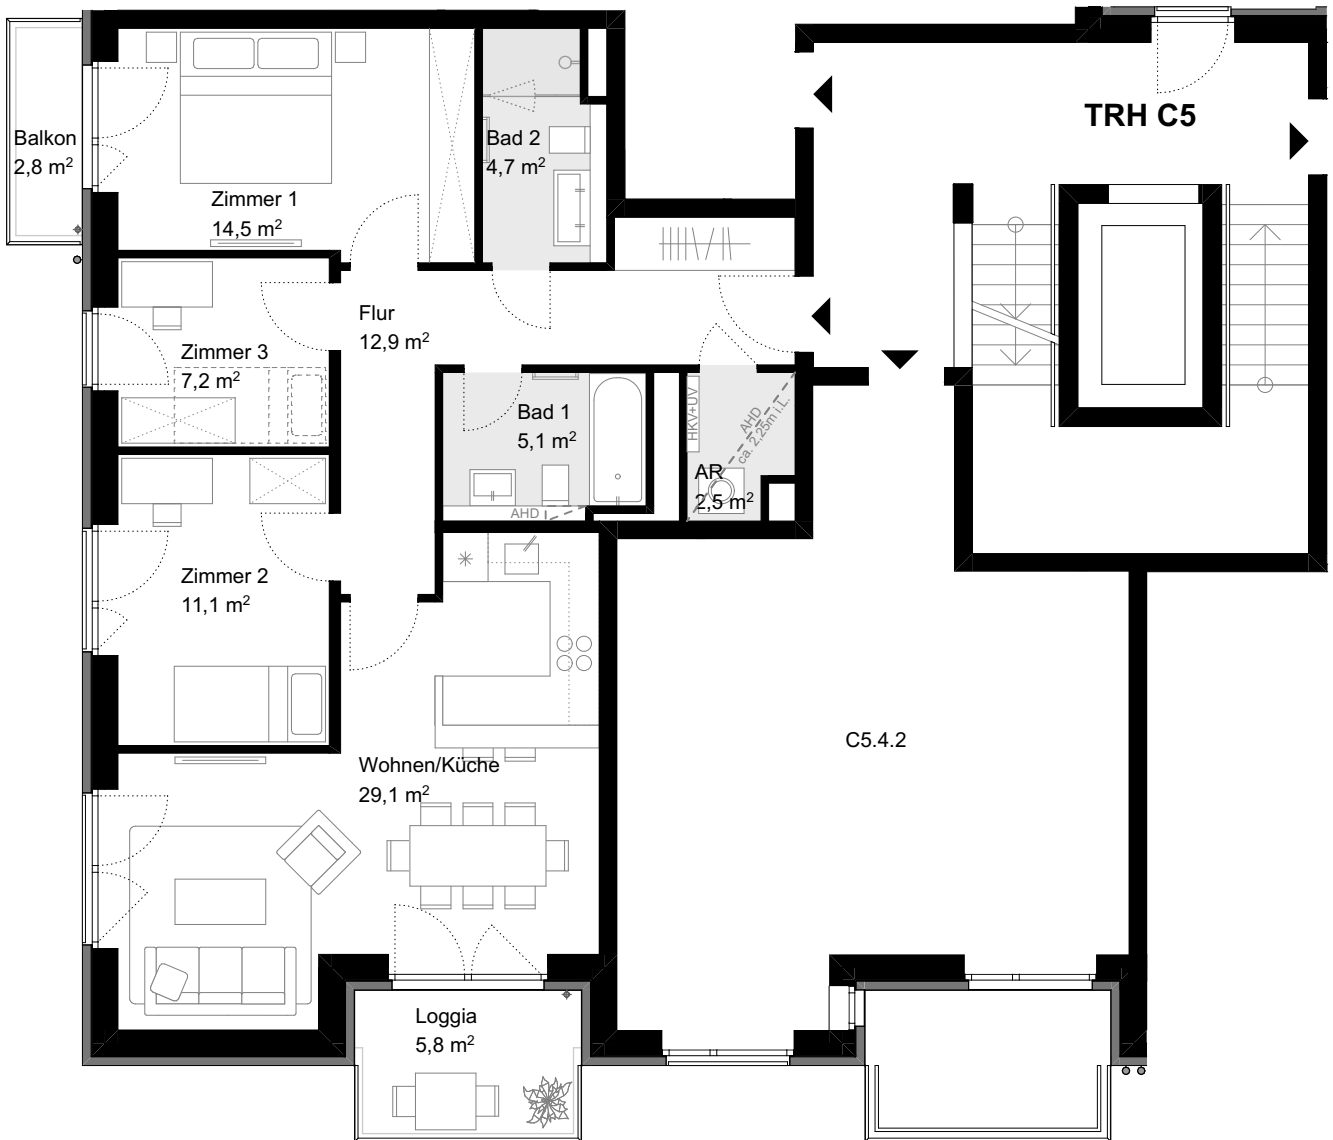 TRH C5
Balkon
2,8 m²
Bad 2
4,7 m²
Zimmer 1
14,5 m²
Flur
12,9 m²
Zimmer 3
7,2 m²
Bad 1
5,1 m²
HKV+UV
AHD
ca. 2,25m i.L.
AR
2,5 m²
AHD
Zimmer 2
11,1 m²
C5.4.2
Wohnen/Küche
29,1 m²
Loggia
5,8 m²